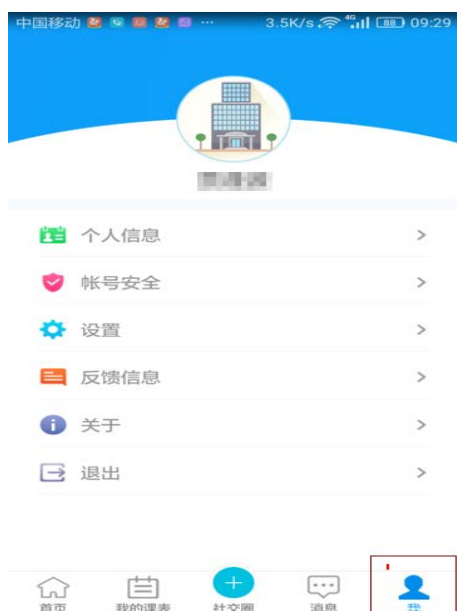 中国移动 3.5K/s 4G 88 09:29
个人信息
帐号安全
设置
反馈信息
关于
退出
首页 我的课表 社交圈 消息 我